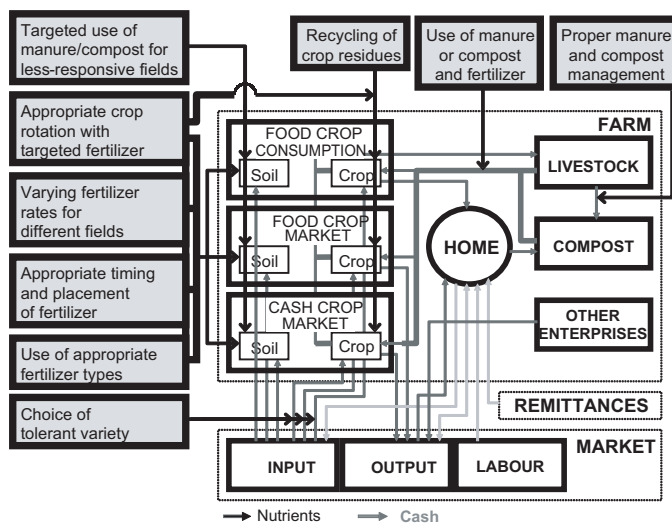 Targeted use of
manure/compost for
less-responsive fields
Recycling of
crop residues
Use of manure
or compost
and fertilizer
Proper manure
and compost
management
Appropriate crop
rotation with
targeted fertilizer
Varying fertilizer
rates for
different fields
Appropriate timing
and placement
of fertilizer
Use of appropriate
fertilizer types
Choice of
tolerant variety
FARM
FOOD CROP
CONSUMPTION
Soil
Crop
FOOD CROP
MARKET
Soil
Crop
CASH CROP
MARKET
Soil
Crop
HOME
LIVESTOCK
COMPOST
OTHER
ENTERPRISES
REMITTANCES
MARKET
INPUT
OUTPUT
LABOUR
Nutrients
Cash